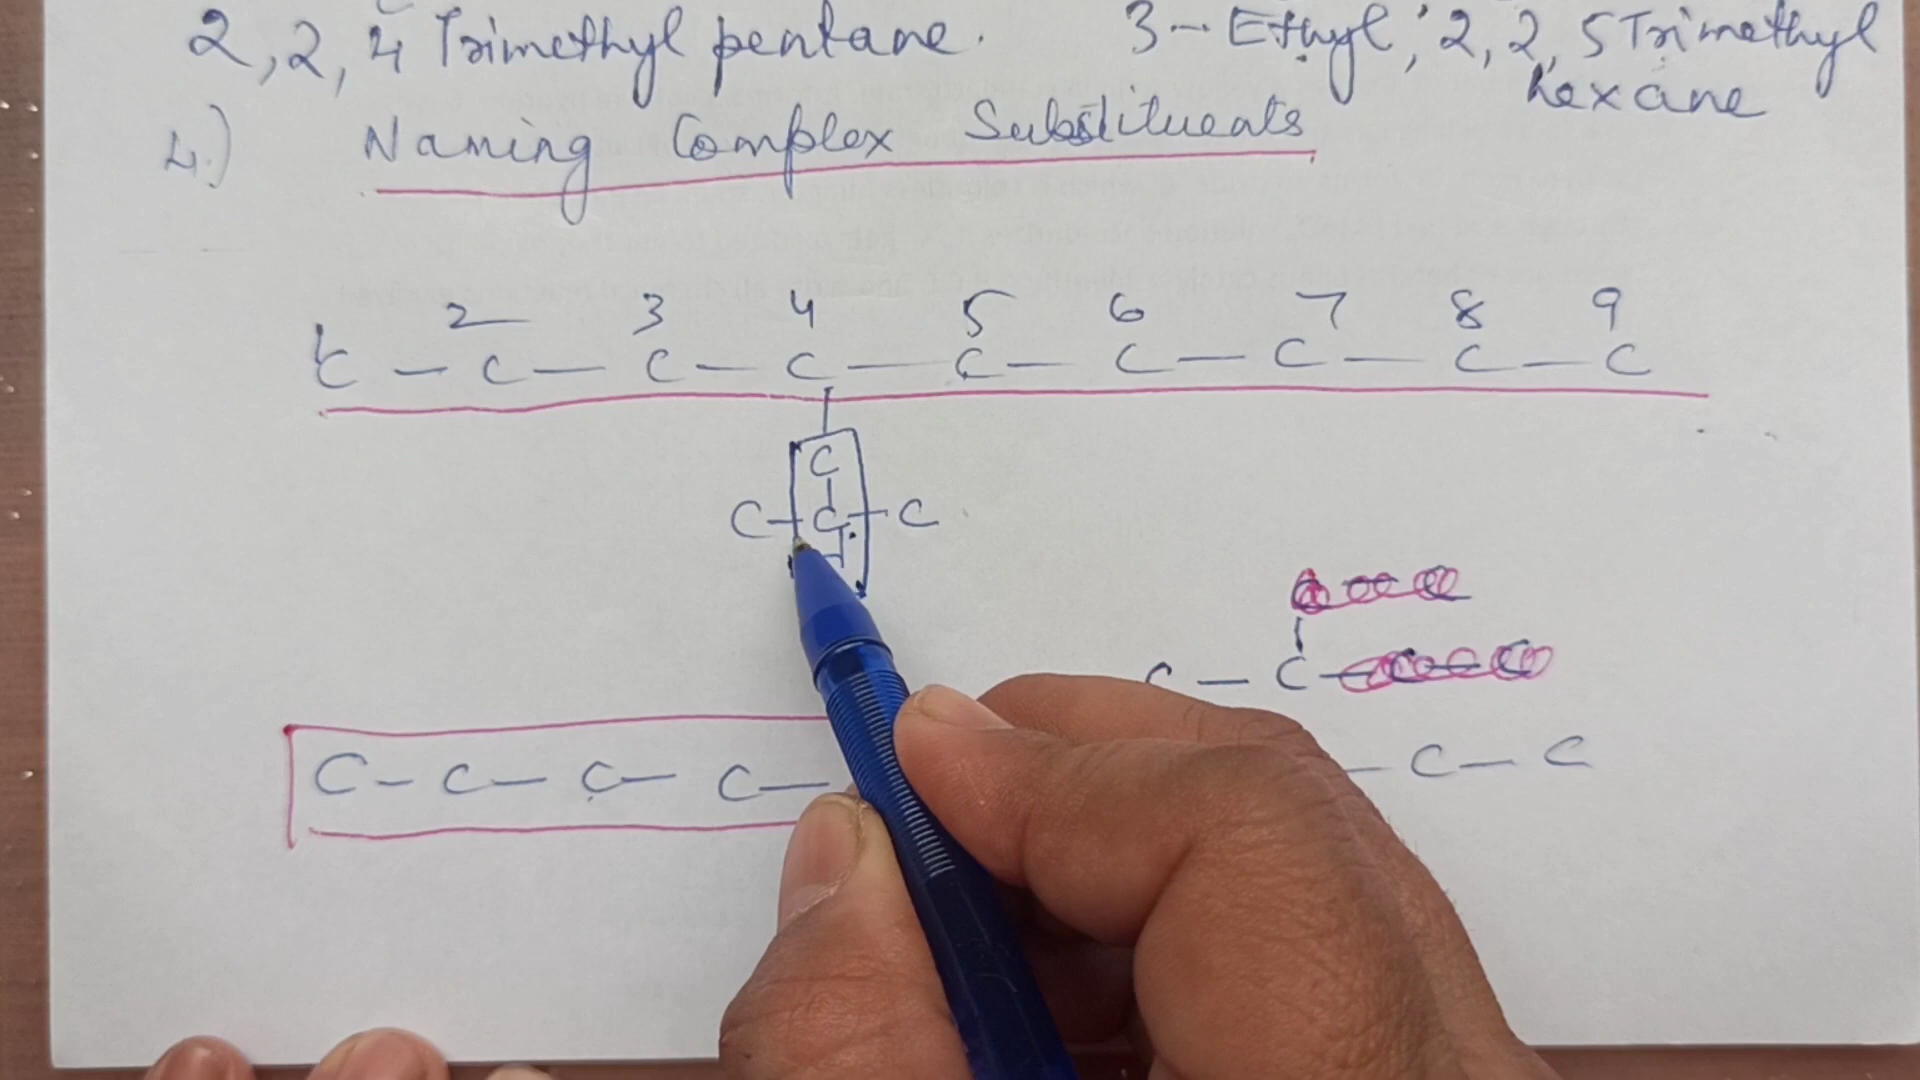 2,2,4 Trimethyl pentane.
3-Ethyl, 2,2,5 Trimethyl
hexane
4.) Naming Complex Substituents
1 2 3 4 5 6 7 8 9
C - C - C - C - C - C - C - C - C
C
C - C - C
C - C
C - C - C - C -
- C - C